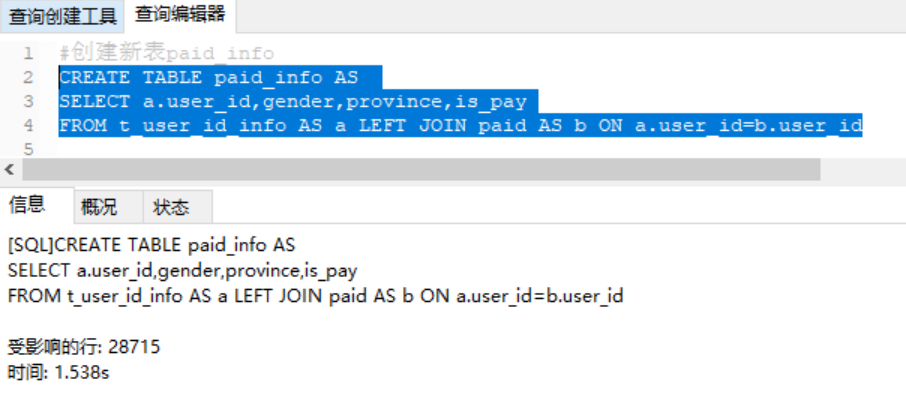 查询创建工具 查询编辑器
1 #创建新表paid_info
2 CREATE TABLE paid_info AS
3 SELECT a.user_id,gender,province,is_pay
4 FROM t_user_id_info AS a LEFT JOIN paid AS b ON a.user_id=b.user_id
5
信息 概况 状态
[SQL]CREATE TABLE paid_info AS
SELECT a.user_id,gender,province,is_pay
FROM t_user_id_info AS a LEFT JOIN paid AS b ON a.user_id=b.user_id
受影响的行: 28715
时间: 1.538s